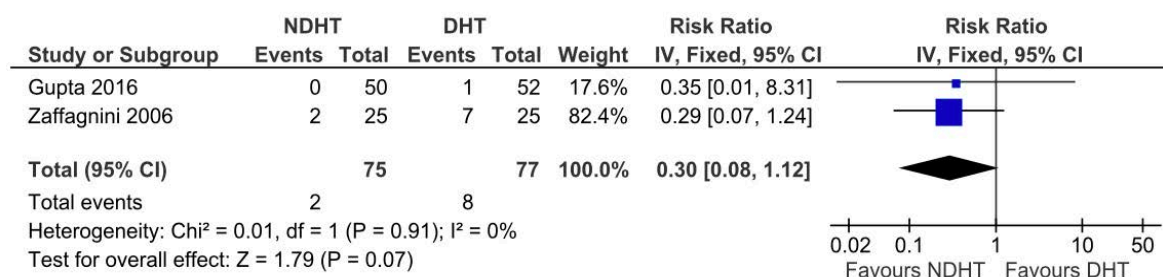 NDHT DHT Risk Ratio Risk Ratio
Study or Subgroup Events Total Events Total Weight IV, Fixed, 95% CI IV, Fixed, 95% CI
Gupta 2016 0 50 1 52 17.6% 0.35 [0.01, 8.31]
Zaffagnini 2006 2 25 7 25 82.4% 0.29 [0.07, 1.24]
Total (95% CI) 75 77 100.0% 0.30 [0.08, 1.12]
Total events 2 8
Heterogeneity: Chi² = 0.01, df = 1 (P = 0.91); I² = 0%
Test for overall effect: Z = 1.79 (P = 0.07)
0.02 0.1 1 10 50
Favours NDHT Favours DHT